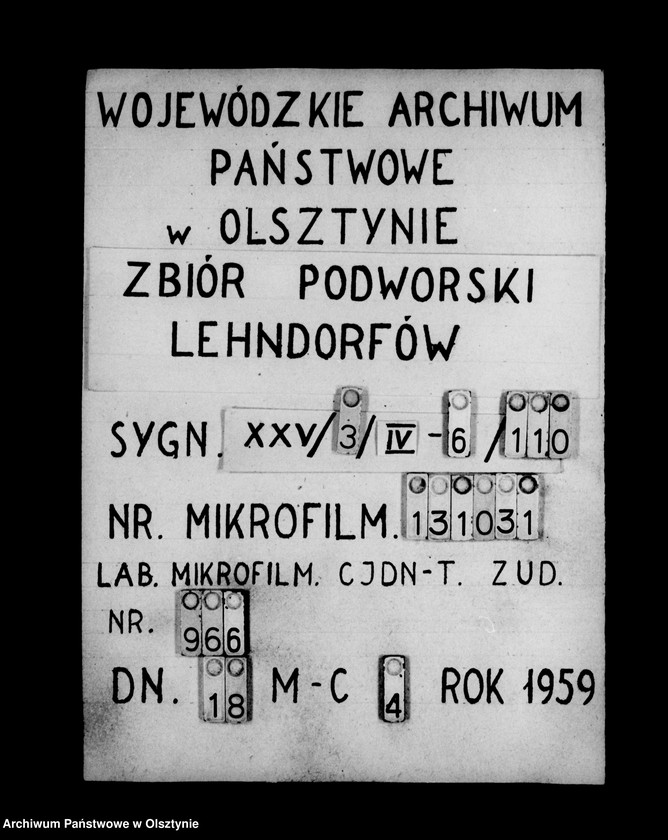 WOJEWÓDZKIE ARCHIWUM
PAŃSTWOWE
w OLSZTYNIE
ZBIÓR PODWORSKI
LEHNDORFÓW
SYGN. XXV/3/IV-6/110
NR. MIKROFILM. 131031
LAB. MIKROFILM. CJDN-T. ZUD.
NR. 966
DN. 18 M-C 4 ROK 1959
Archiwum Państwowe w Olsztynie